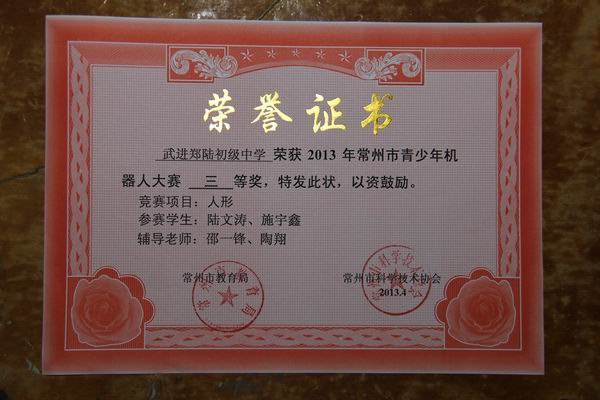 荣誉证书
武进郑陆初级中学 荣获 2013 年常州市青少年机
器人大赛 三 等奖，特发此状，以资鼓励。
竞赛项目：人形
参赛学生：陆文涛、施宇鑫
辅导老师：邵一锋、陶翔
常州市教育局 常州市科学技术协会
2013.4